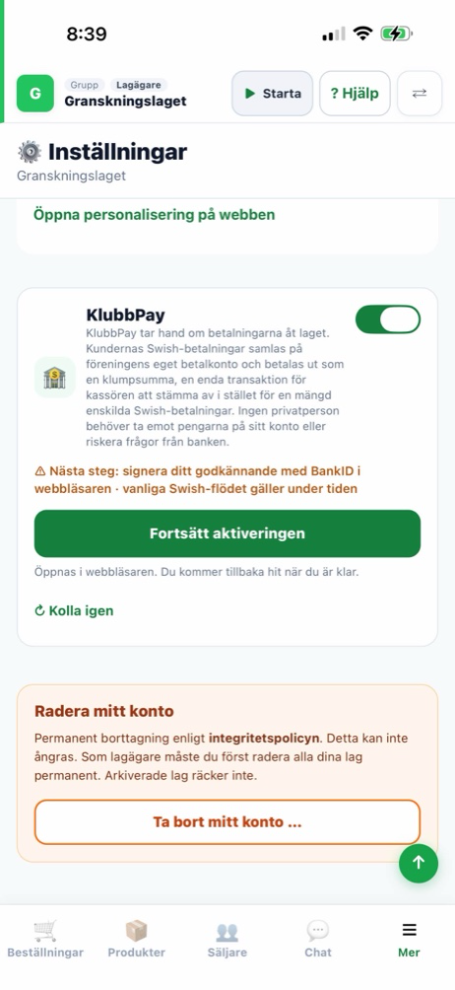 8:39
G
Grupp Lagägare
Granskningslaget
▶ Starta
? Hjälp
⇄
⚙ Inställningar
Granskningslaget
Öppna personalisering på webben
KlubbPay
KlubbPay tar hand om betalningarna åt laget.
Kundernas Swish-betalningar samlas på
föreningens eget betalkonto och betalas ut som
en klumpsumma, en enda transaktion för
kassören att stämma av i stället för en mängd
enskilda Swish-betalningar. Ingen privatperson
behöver ta emot pengarna på sitt konto eller
riskera frågor från banken.
⚠ Nästa steg: signera ditt godkännande med BankID i
webbläsaren · vanliga Swish-flödet gäller under tiden
Fortsätt aktiveringen
Öppnas i webbläsaren. Du kommer tillbaka hit när du är klar.
↻ Kolla igen
Radera mitt konto
Permanent borttagning enligt integritetspolicyn. Detta kan inte
ångras. Som lagägare måste du först radera alla dina lag
permanent. Arkiverade lag räcker inte.
Ta bort mitt konto ...
Beställningar
Produkter
Säljare
Chat
Mer